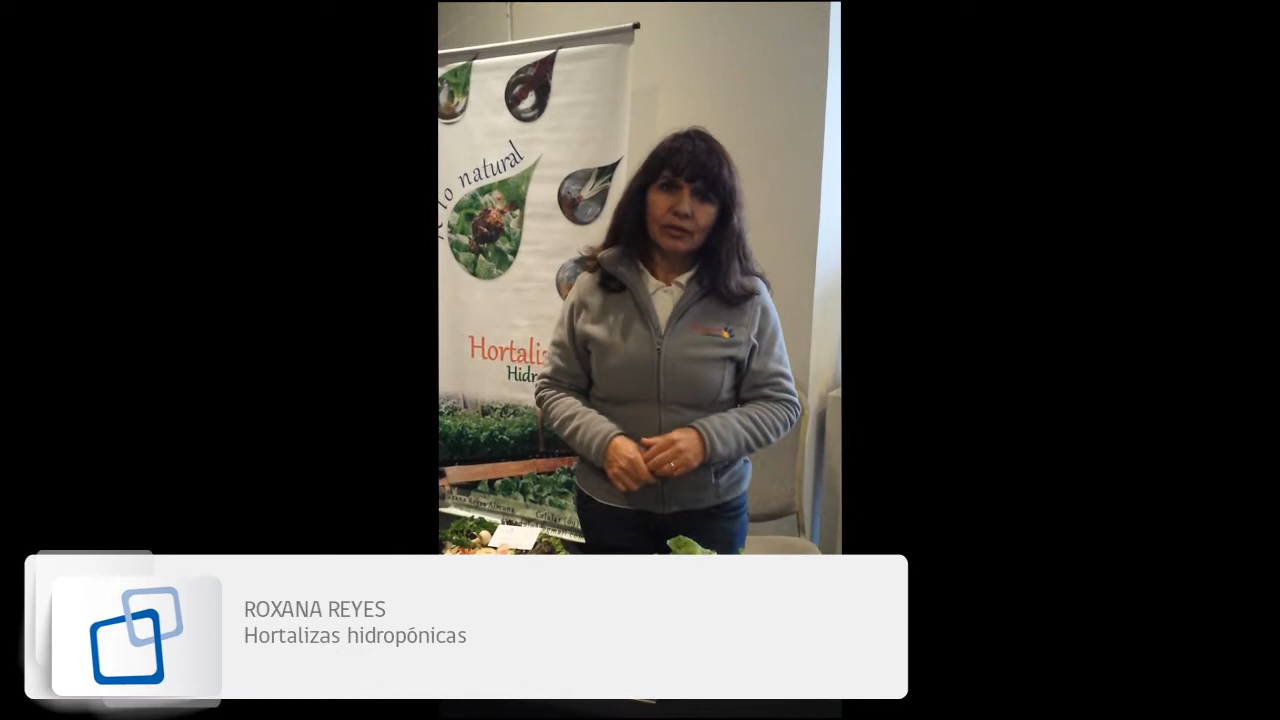 lo natural
Hortaliz
Hidr
ROXANA REYES
Hortalizas hidropónicas